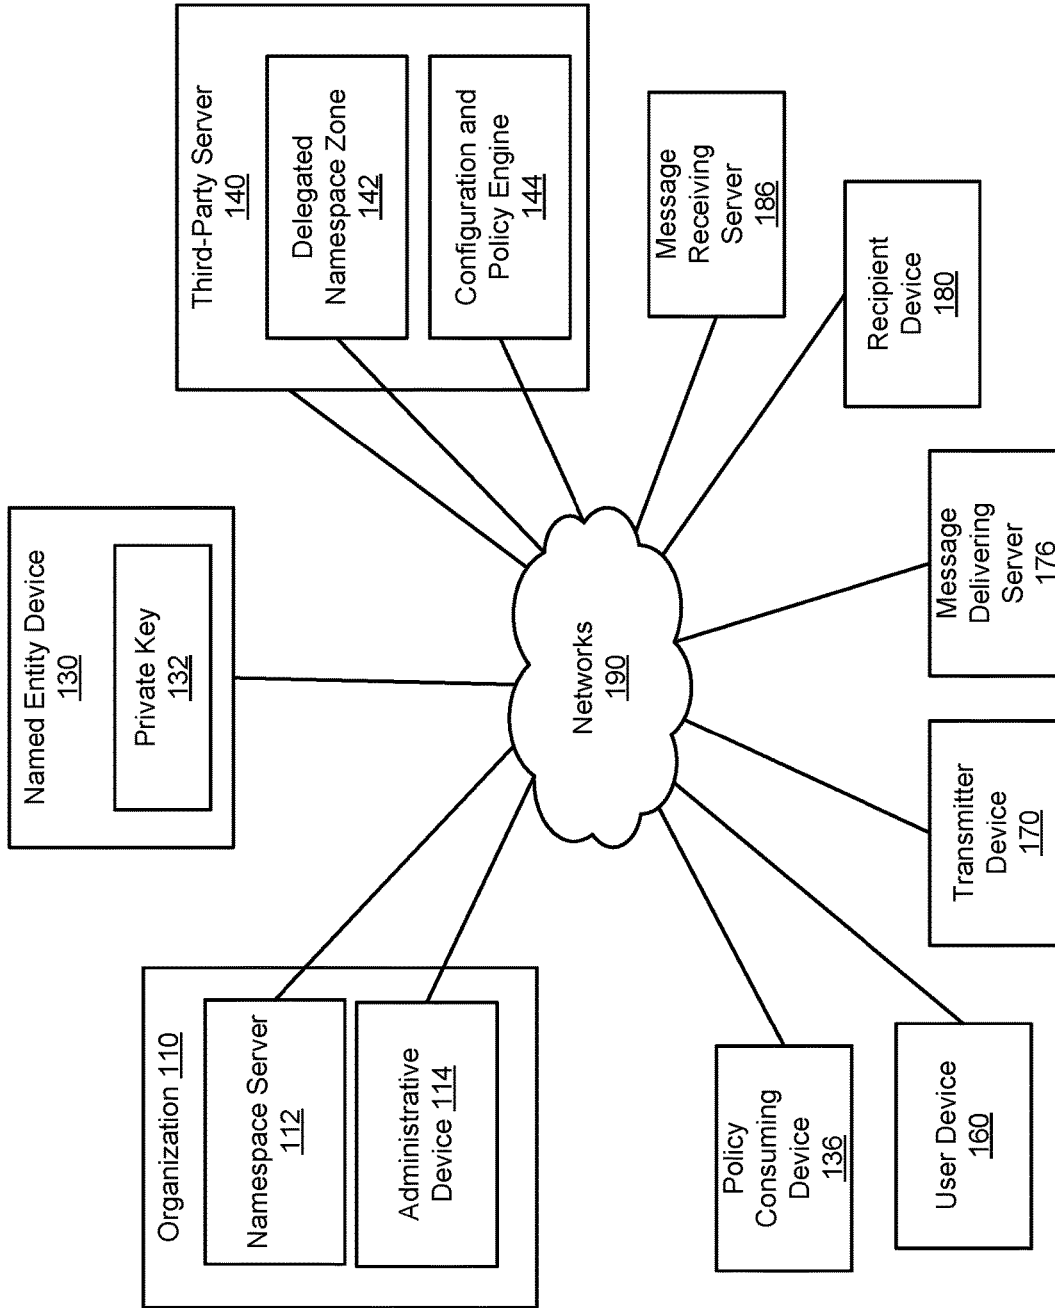 Organization 110
Namespace Server
112
Administrative
Device 114
Named Entity Device
130
Private Key
132
Third-Party Server
140
Delegated
Namespace Zone
142
Configuration and
Policy Engine
144
Networks
190
Policy
Consuming
Device
136
User Device
160
Transmitter
Device
170
Message
Delivering
Server
176
Recipient
Device
180
Message
Receiving
Server
186